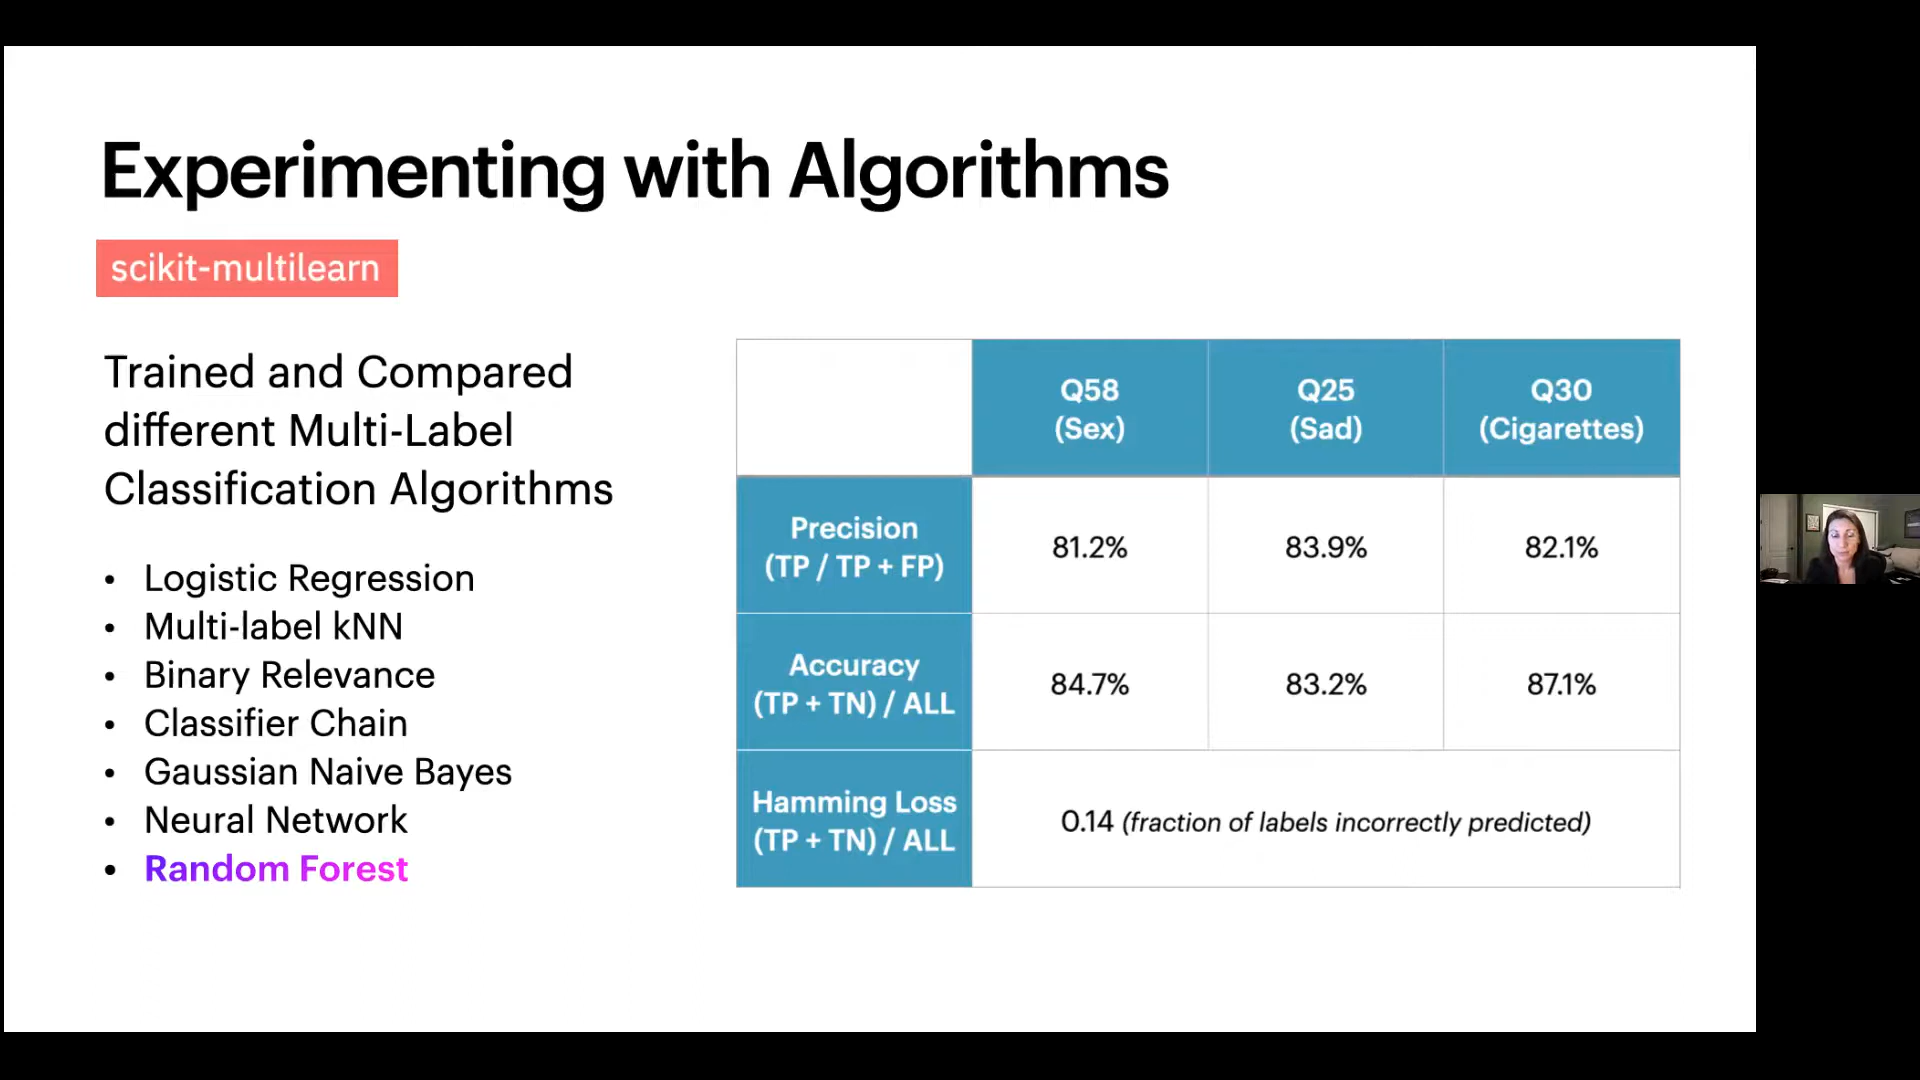 Experimenting with Algorithms
scikit-multilearn
Trained and Compared
different Multi-Label
Classification Algorithms
• Logistic Regression
• Multi-label kNN
• Binary Relevance
• Classifier Chain
• Gaussian Naive Bayes
• Neural Network
• Random Forest
Q58
(Sex)
Q25
(Sad)
Q30
(Cigarettes)
Precision
(TP / TP + FP)
81.2%
83.9%
82.1%
Accuracy
(TP + TN) / ALL
84.7%
83.2%
87.1%
Hamming Loss
(TP + TN) / ALL
0.14 (fraction of labels incorrectly predicted)